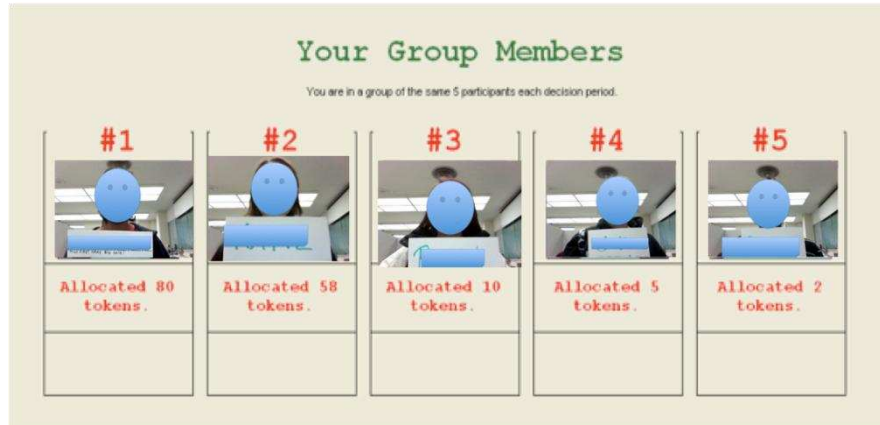 Your Group Members
You are in a group of the same 5 participants each decision period.
#1
#2
#3
#4
#5
Allocated 80
tokens.
Allocated 58
tokens.
Allocated 10
tokens.
Allocated 5
tokens.
Allocated 2
tokens.